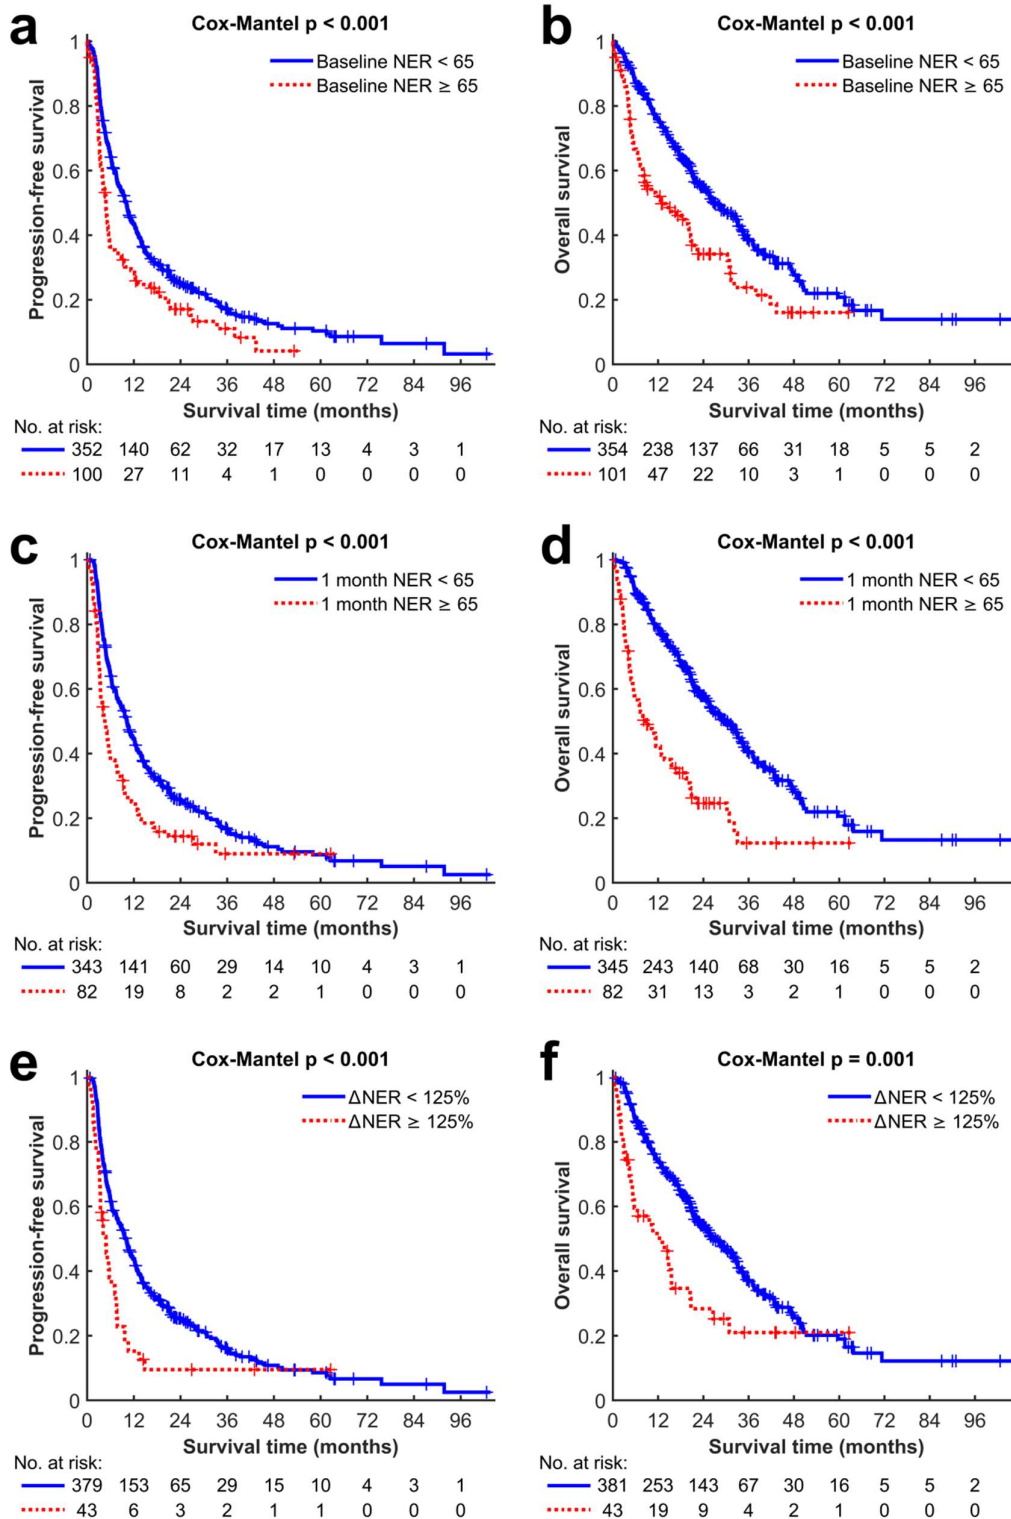 a
Cox-Mantel p < 0.001
Baseline NER < 65
Baseline NER ≥ 65
Progression-free survival
1
0.8
0.6
0.4
0.2
0
0 12 24 36 48 60 72 84 96
Survival time (months)
No. at risk:
352 140 62 32 17 13 4 3 1
100 27 11 4 1 0 0 0 0
b
Cox-Mantel p < 0.001
Baseline NER < 65
Baseline NER ≥ 65
Overall survival
1
0.8
0.6
0.4
0.2
0
0 12 24 36 48 60 72 84 96
Survival time (months)
No. at risk:
354 238 137 66 31 18 5 5 2
101 47 22 10 3 1 0 0 0
c
Cox-Mantel p < 0.001
1 month NER < 65
1 month NER ≥ 65
Progression-free survival
1
0.8
0.6
0.4
0.2
0
0 12 24 36 48 60 72 84 96
Survival time (months)
No. at risk:
343 141 60 29 14 10 4 3 1
82 19 8 2 2 1 0 0 0
d
Cox-Mantel p < 0.001
1 month NER < 65
1 month NER ≥ 65
Overall survival
1
0.8
0.6
0.4
0.2
0
0 12 24 36 48 60 72 84 96
Survival time (months)
No. at risk:
345 243 140 68 30 16 5 5 2
82 31 13 3 2 1 0 0 0
e
Cox-Mantel p < 0.001
ΔNER < 125%
ΔNER ≥ 125%
Progression-free survival
1
0.8
0.6
0.4
0.2
0
0 12 24 36 48 60 72 84 96
Survival time (months)
No. at risk:
379 153 65 29 15 10 4 3 1
43 6 3 2 1 1 0 0 0
f
Cox-Mantel p = 0.001
ΔNER < 125%
ΔNER ≥ 125%
Overall survival
1
0.8
0.6
0.4
0.2
0
0 12 24 36 48 60 72 84 96
Survival time (months)
No. at risk:
381 253 143 67 30 16 5 5 2
43 19 9 4 2 1 0 0 0